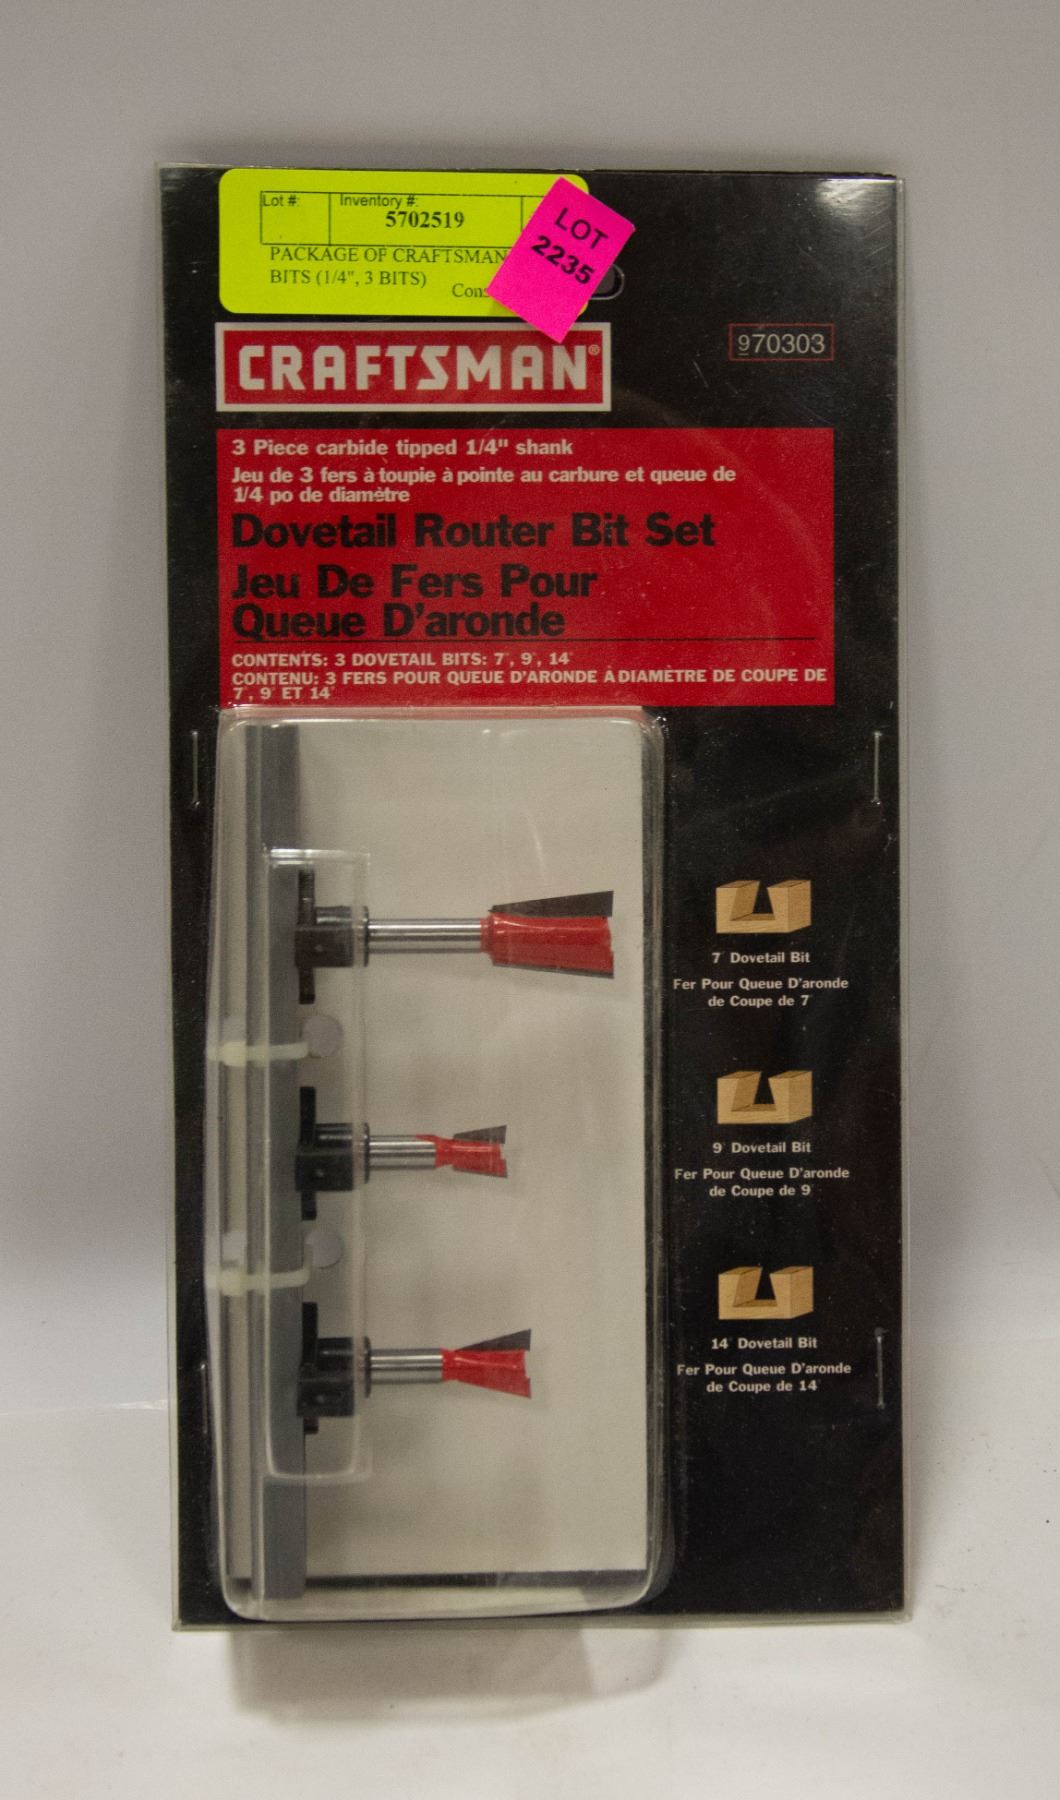 Lot #:
Inventory #:
5702519
PACKAGE OF CRAFTSMAN
BITS (1/4", 3 BITS)
LOT
2235
CRAFTSMAN®
970303
3 Piece carbide tipped 1/4" shank
Jeu de 3 fers à toupie à pointe au carbure et queue de
1/4 po de diamètre
Dovetail Router Bit Set
Jeu De Fers Pour
Queue D'aronde
CONTENTS: 3 DOVETAIL BITS: 7°, 9°, 14°
CONTENU: 3 FERS POUR QUEUE D'ARONDE À DIAMÈTRE DE COUPE DE
7°, 9° ET 14°
7° Dovetail Bit
Fer Pour Queue D'aronde
de Coupe de 7°
9° Dovetail Bit
Fer Pour Queue D'aronde
de Coupe de 9°
14° Dovetail Bit
Fer Pour Queue D'aronde
de Coupe de 14°